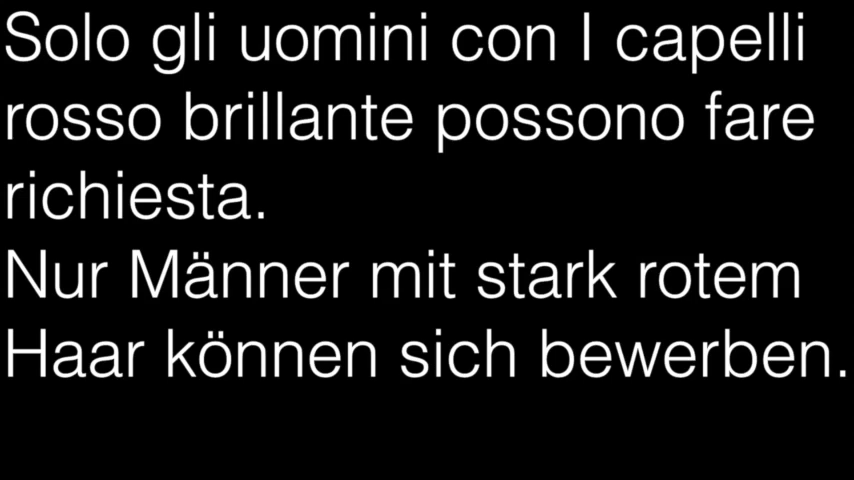 Solo gli uomini con I capelli
rosso brillante possono fare
richiesta.
Nur Männer mit stark rotem
Haar können sich bewerben.